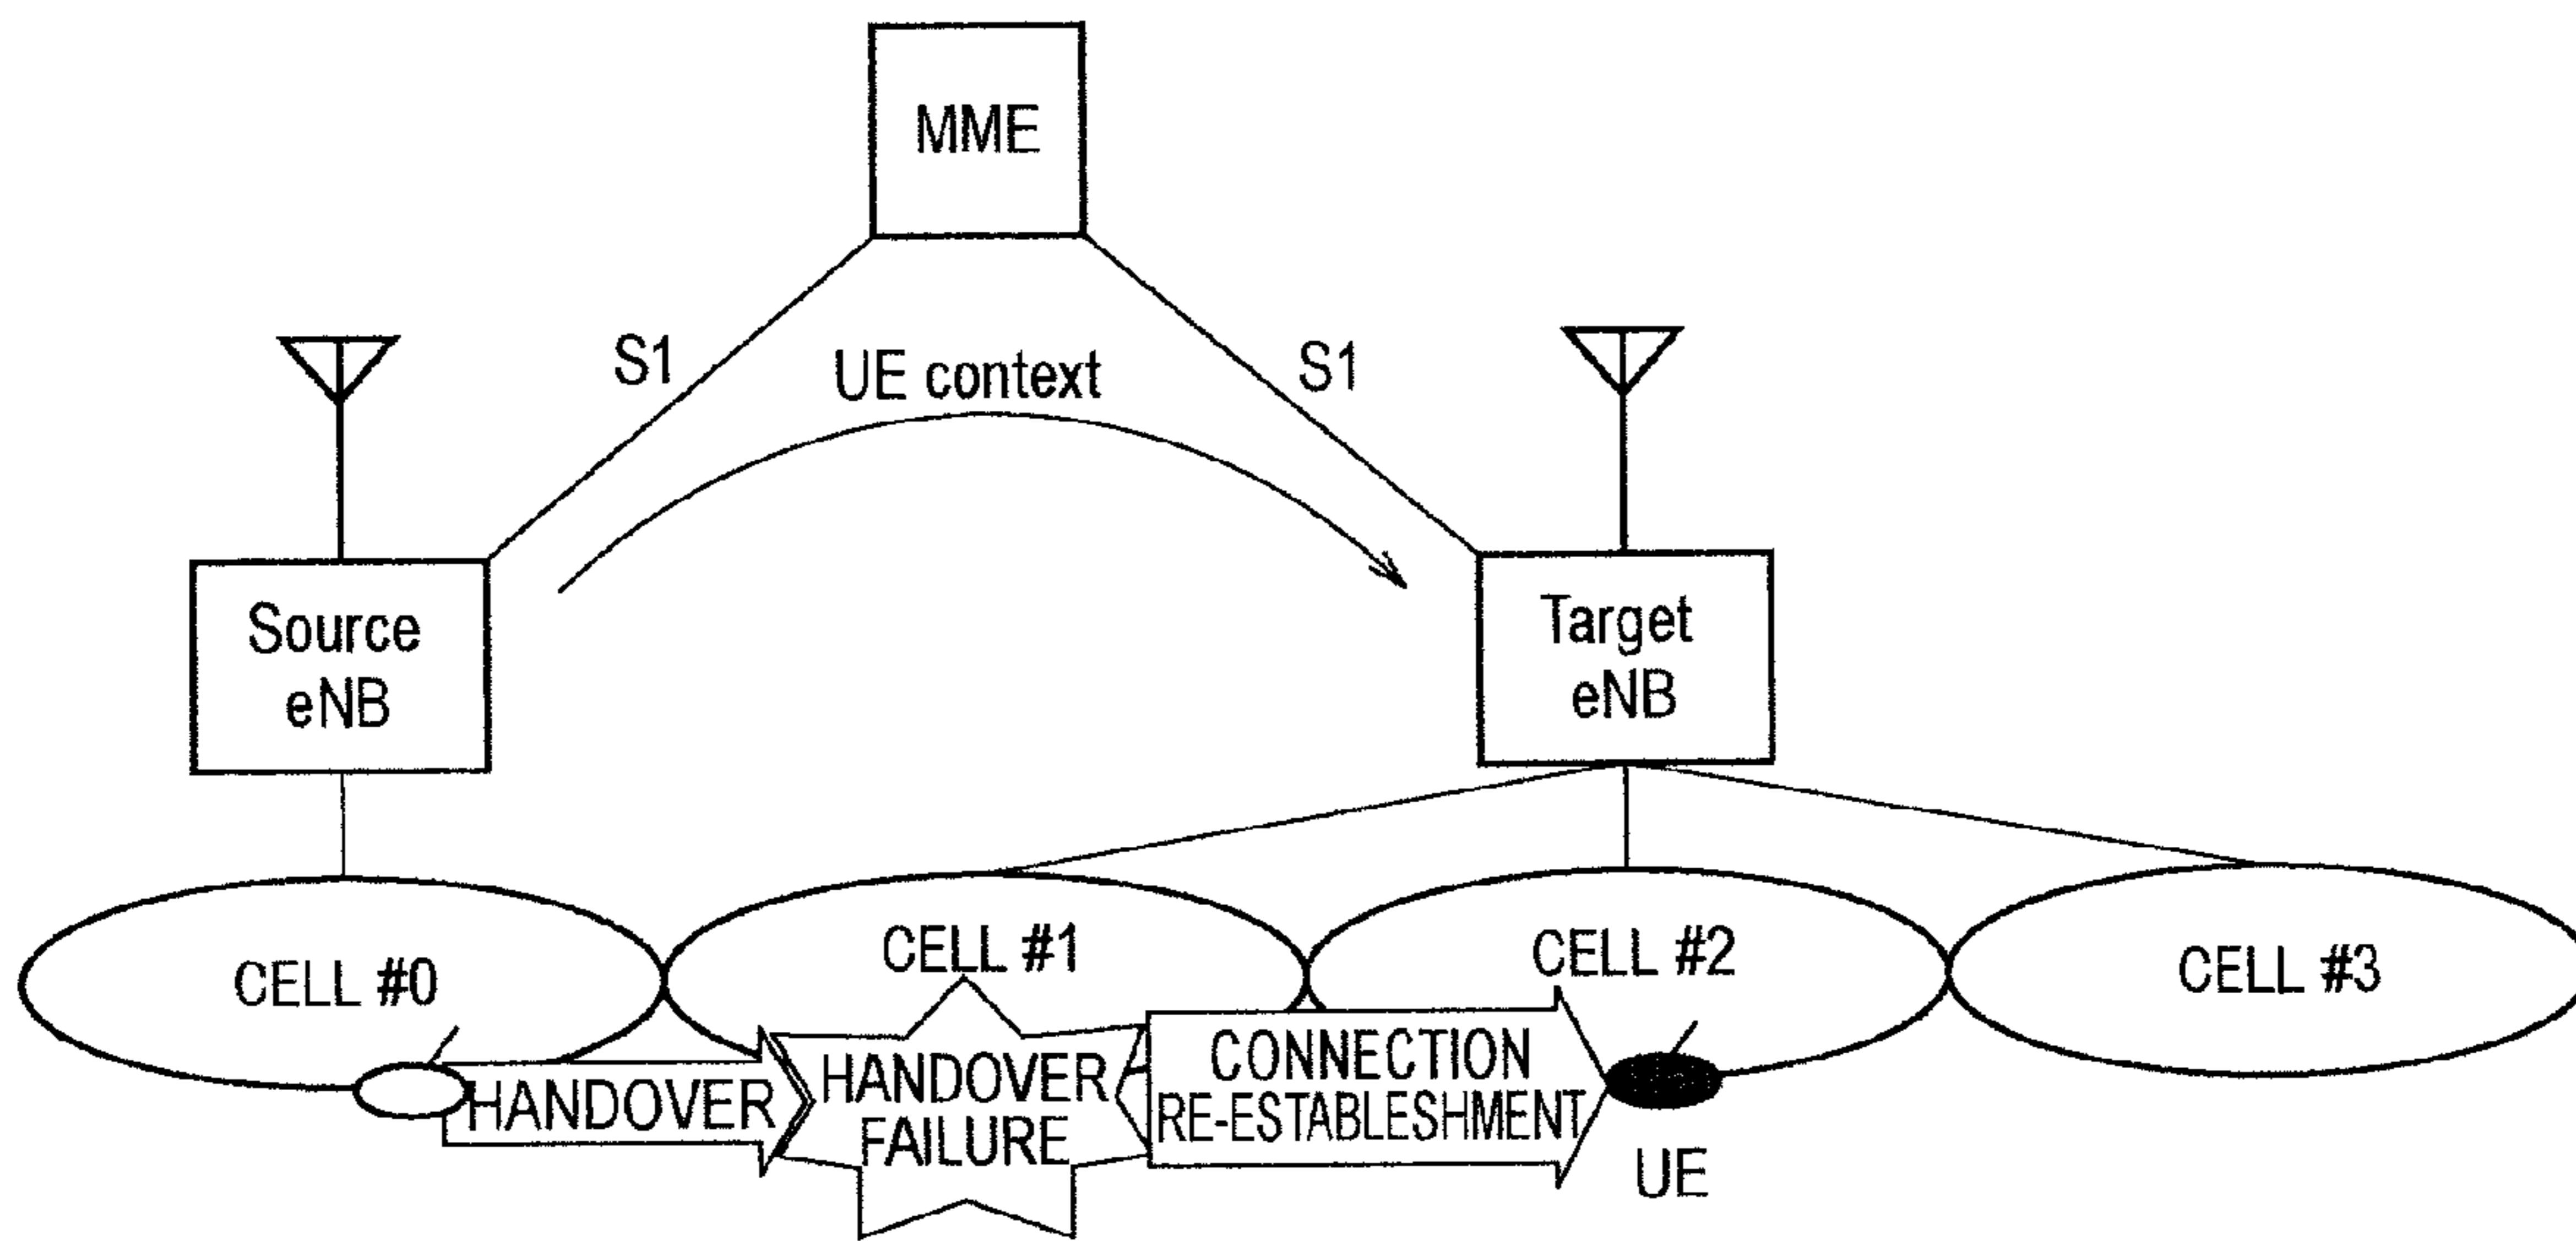 MME
S1
UE context
S1
Source
eNB
Target
eNB
CELL #0
CELL #1
CELL #2
CELL #3
HANDOVER
HANDOVER
FAILURE
CONNECTION
RE-ESTABLESHMENT
UE